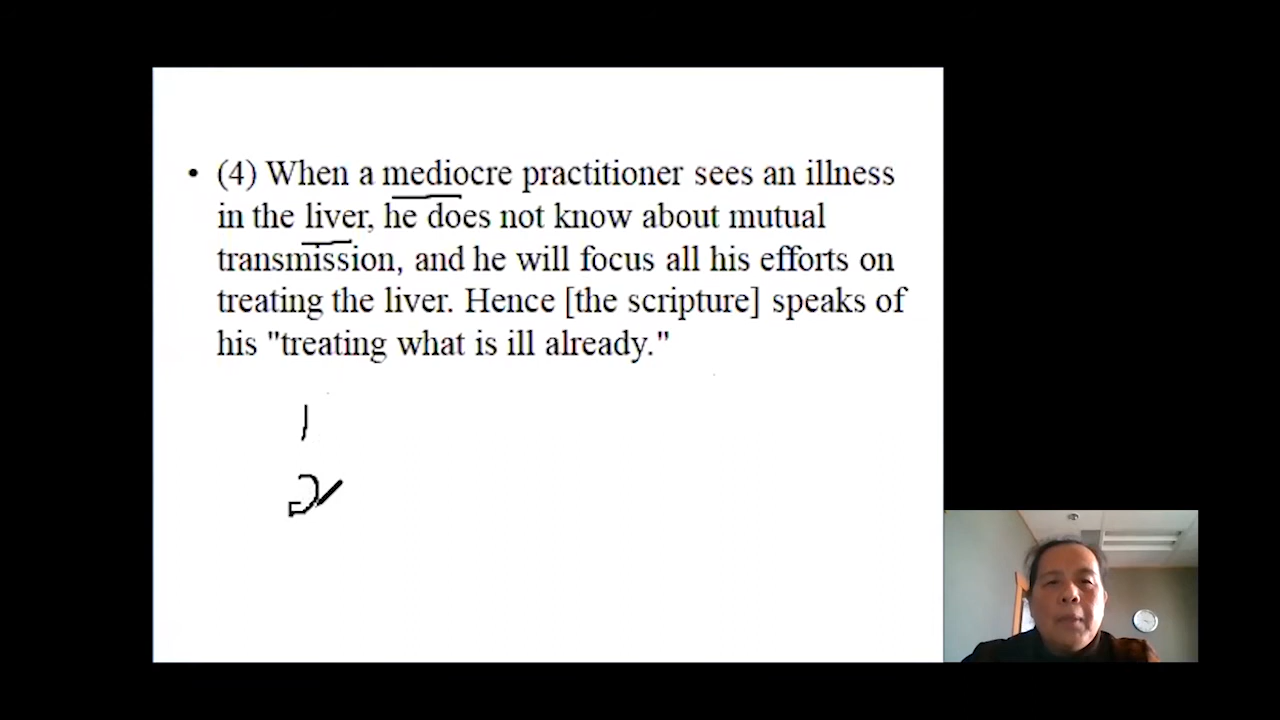 • (4) When a mediocre practitioner sees an illness
in the liver, he does not know about mutual
transmission, and he will focus all his efforts on
treating the liver. Hence [the scripture] speaks of
his "treating what is ill already."
1
2